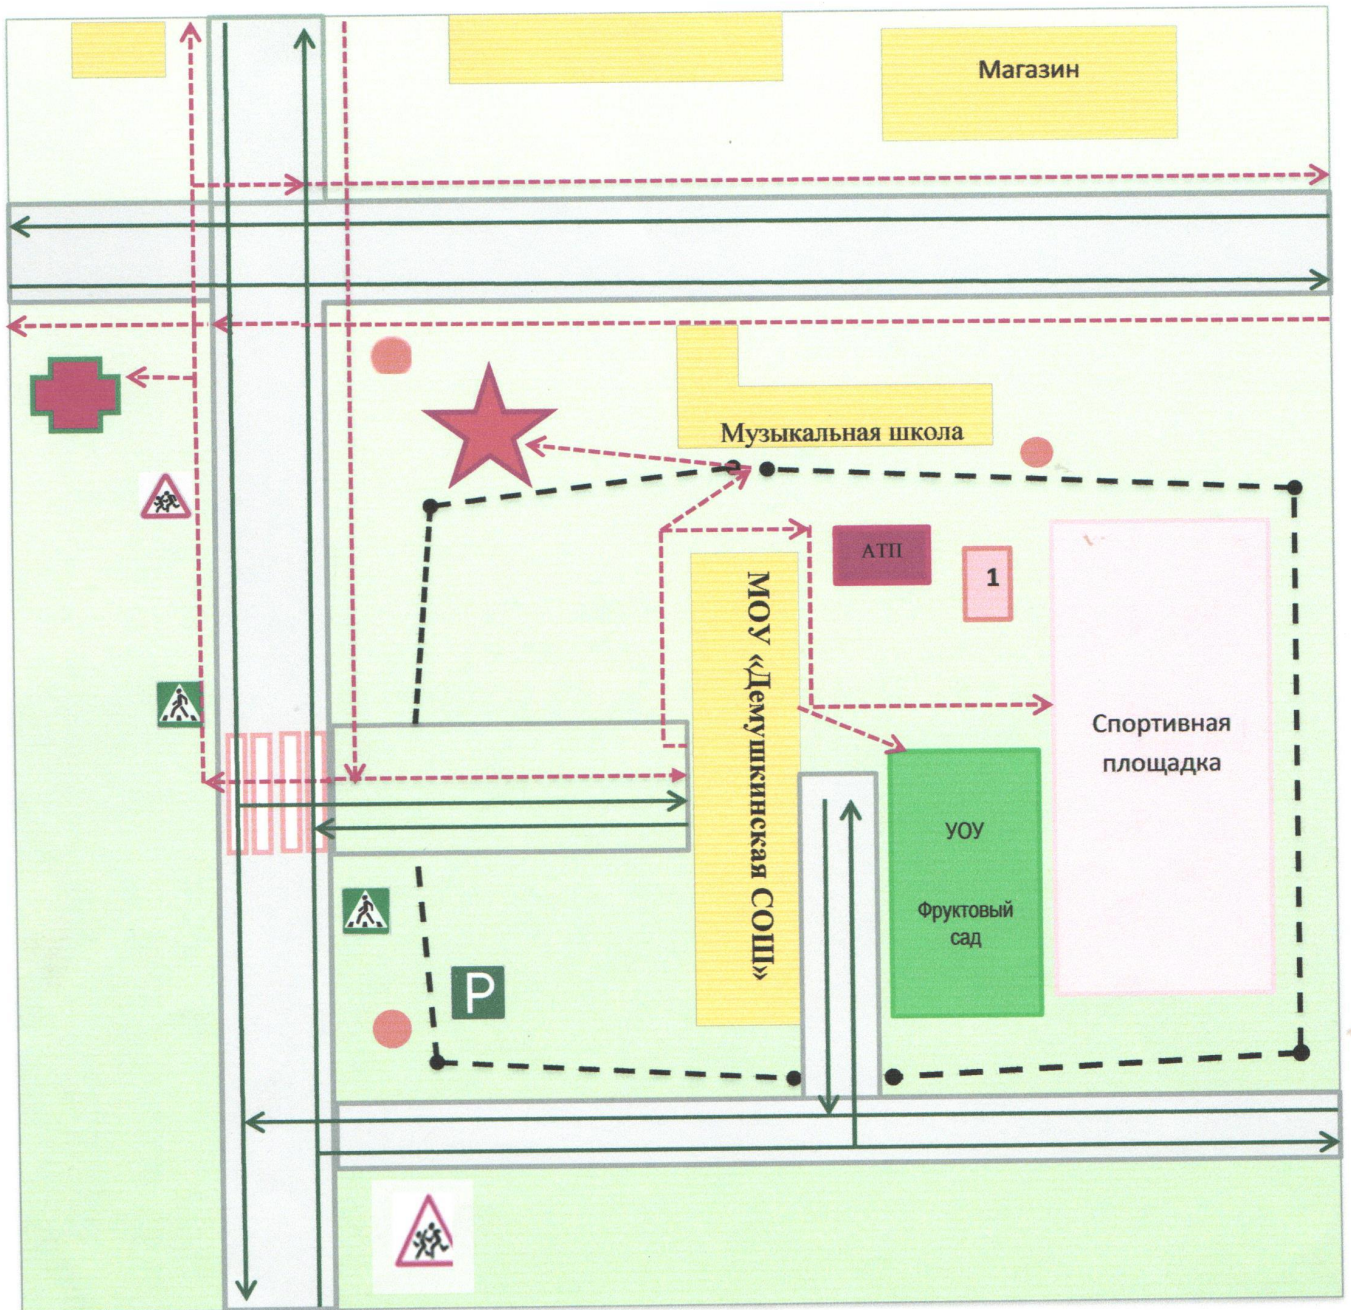 Магазин
Музыкальная школа
АТП
1
МОУ «Демушкинская СОШ»
Спортивная
площадка
УОУ
Фруктовый
сад
P